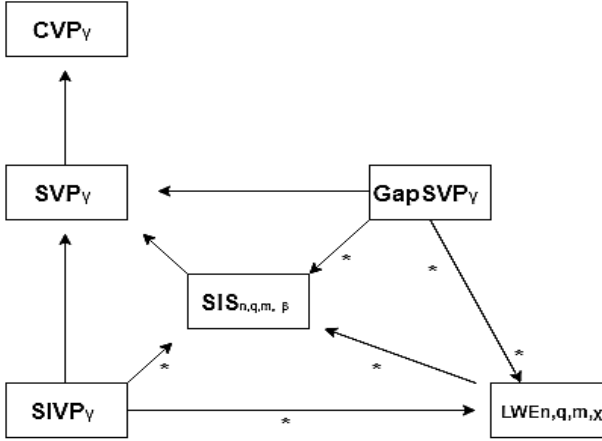 CVPγ
SVPγ
GapSVPγ
*
*
SISn,q,m, β
*
*
*
SIVPγ
LWEn,q,m,χ
*